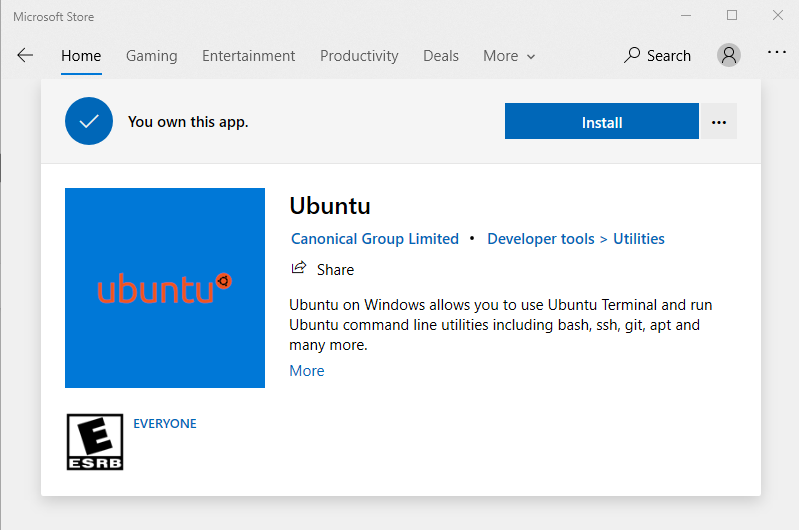 Microsoft Store
Home Gaming Entertainment Productivity Deals More Search
You own this app. Install
ubuntu
Ubuntu
Canonical Group Limited • Developer tools > Utilities
Share
Ubuntu on Windows allows you to use Ubuntu Terminal and run
Ubuntu command line utilities including bash, ssh, git, apt and
many more.
More
E
EVERYONE
ESRB